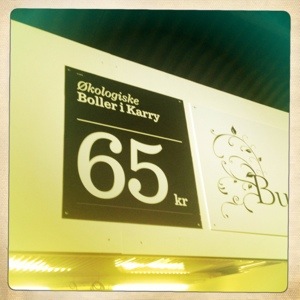 Økologiske
Boller i Karry
65 kr
Bu